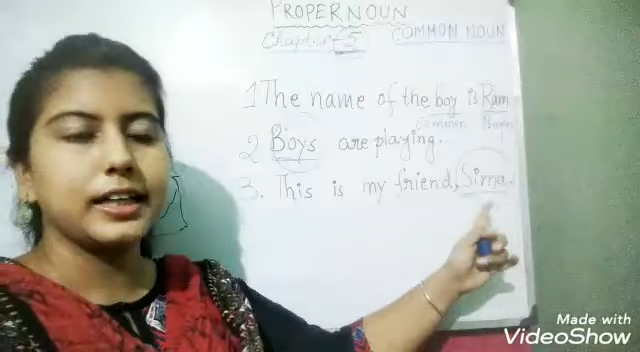 PROPER NOUN
Chapter-5 COMMON NOUN
1 The name of the boy is Ram
Common
2 Boys are playing.
3. This is my friend, Sima.
Made with
VideoShow